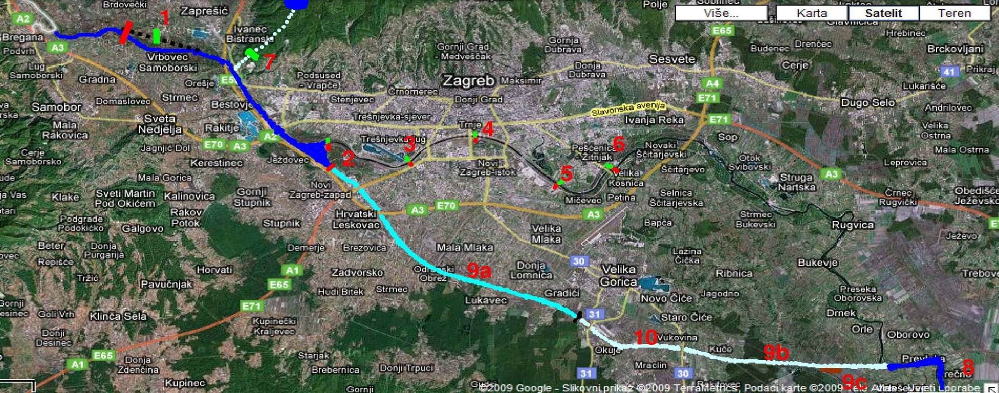 Brdovečki
Zaprešić
Polje
Više...
Karta
Satelit
Teren
A2
1
Ivanec
Bistranski
E65
Hrebinec
Bregana
A3
Gornji Grad
- Medveščak
Gornja
Dubrava
Budenec
Drenčec
Brckovljani
Podvrh
Vrbovec
Samoborski
7
Sesvete
Cerje
41
Prikraj
Lug
Samoborski
Gradna
Orešje
Podsused
- Vrapče
Zagreb
Maksimir
Donja
Dubrava
A4
Lukarišće
Strmec
Domaslovec
Stenjevec
Črnomerec
Donji Grad
E71
Dugo Selo
Samobor
Bestovje
Slavonska avenija
Andrilovec
Sveta
Nedjelja
Trešnjevka-sjever
Ivanja Reka
E71
Mala
Rakovica
Rakitje
Trnje
4
Velika
Ostrna
A2
Sop
Jagnjić Dol
E70
A3
3
6
Novaki
Ščitarjevski
Mala Ostrna
Cerje
Samoborsko
Kerestinec
Ježdovec
2
Pešćenica
- Žitnjak
Otok
Svibovski
Leprovica
Novi
Zagreb-istok
5
Velika
Kosnica
Ščitarjevo
A3
Mala Gorica
Novi
Zagreb-zapad
Struga
Nartska
Klake
Sveti Martin
Pod Okićem
Kalinovica
Gornji
Stupnik
Mičevec
Petina
Selnica
Ščitarjevska
Črnec
Rugvički
Rakov
Potok
Hrvatski
Leskovac
A3
E70
A3
Strmec
Bukevski
Podgrađe
Podokićko
Galgovo
Stupnik
Velika
Mlaka
Bapča
Rugvica
Ježevo
Beter
Donja
Purgarija
Demerje
Brezovica
Mala Mlaka
Lazina
Čička
Repišće
Horvati
A1
Zadvorsko
Odranski
Obrež
9a
Donja
Lomnica
30
Velika
Gorica
Ribnica
Bukevje
Tržić
Pavučnjak
E65
Hudi Bitek
Strmec
Lukavec
Gradići
Novo Čiče
Jagodno
Preseka
Oborovska
E71
Goli Vrh
Klinča Sela
Kupinečki
Kraljevec
31
Staro Čiče
Drnek
Donji
Desinec
Orle
Oborovo
10
Vukovina
E65
Starjak
Okuje
Kuče
9b
A1
Donja
Zdenčina
Brebernica
Donji Trpuci
Mraclin
8
31
30
Kupinec
9c
©2009 Google - Slikovni prikaz ©2009 TerraMetrics, Podaci karte ©2009 Tele Atlas - Uvjeti uporabe